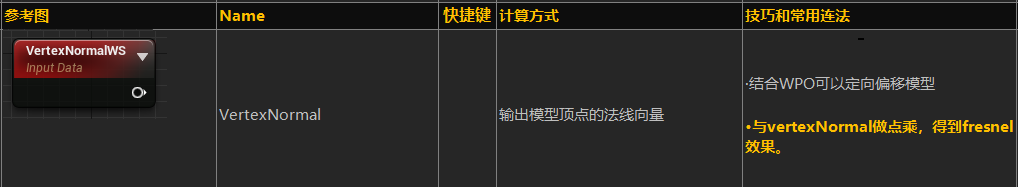 参考图 Name 快捷键 计算方式 技巧和常用连法
VertexNormalWS
Input Data
VertexNormal
输出模型顶点的法线向量
-
·结合WPO可以定向偏移模型
•与vertexNormal做点乘，得到fresnel
效果。